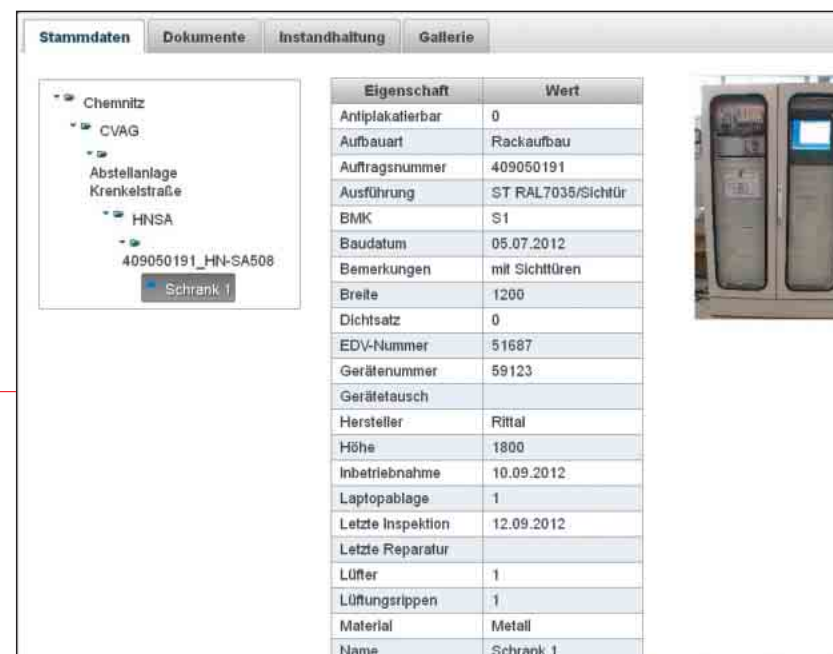 Stammdaten Dokumente Instandhaltung Gallerie
Chemnitz
CVAG
Abstellanlage
Krenkelstraße
HNSA
409050191_HN-SA508
Schrank 1
Eigenschaft Wert
Antiplakatierbar 0
Aufbauart Rackaufbau
Auftragsnummer 409050191
Ausführung ST RAL7035/Sichtür
BMK S1
Baudatum 05.07.2012
Bemerkungen mit Sichttüren
Breite 1200
Dichtsatz 0
EDV-Nummer 51687
Gerätenummer 59123
Gerätetausch
Hersteller Rittal
Höhe 1800
Inbetriebnahme 10.09.2012
Laptopablage 1
Letzte Inspektion 12.09.2012
Letzte Reparatur
Lüfter 1
Lüftungsrippen 1
Material Metall
Name Schrank 1